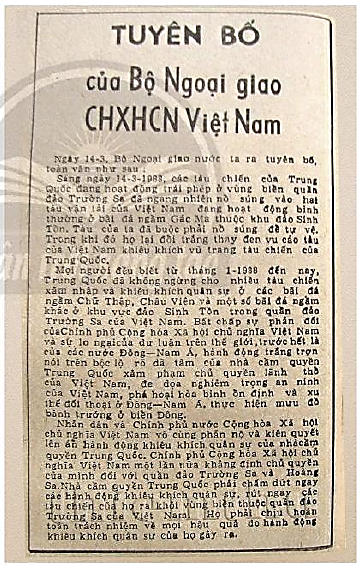 TUYÊN BỐ
của Bộ Ngoại giao
CHXHCN Việt Nam
Ngày 14-3, Bộ Ngoại giao nước ta ra tuyên bố,
toàn văn như sau:
Sáng ngày 14-3-1988, các tàu chiến của Trung
Quốc đang hoạt động trái phép ở vùng biển quần
đảo Trường Sa đã ngang nhiên nổ súng vào hai
tàu vận tải của Việt Nam đang hoạt động bình
thường ở bãi đá ngầm Gác Ma thuộc khu đảo Sinh
Tồn. Tàu của ta đã buộc phải nổ súng để tự vệ.
Trong khi đó họ lại đổi trắng thay đen vu cáo tàu
của Việt Nam khiêu khích vũ trang tàu chiến của
Trung Quốc.
Mọi người đều biết từ tháng 1-1988 đến nay,
Trung Quốc đã không ngừng cho nhiều tàu chiến
xâm nhập và khiêu khích quân sự ở các bãi đá
ngầm Chữ Thập, Châu Viên và một số bãi đá ngầm
khác ở khu vực đảo Sinh Tồn trong quần đảo
Trường Sa của Việt Nam. Bất chấp sự phản đối
của Chính phủ Cộng hòa Xã hội chủ nghĩa Việt Nam
và sự lo ngại của dư luận trên thế giới, trước hết là
của các nước Đông-Nam Á, hành động trắng trợn
nói trên bộc lộ rõ dã tâm của nhà cầm quyền
Trung Quốc xâm phạm chủ quyền lãnh thổ
của Việt Nam, đe dọa nghiêm trọng an ninh
của Việt Nam, phá hoại hòa bình ổn định và xu
thế đối thoại ở Đông-Nam Á, thực hiện mưu đồ
bành trướng ở biển Đông.
Nhân dân và Chính phủ nước Cộng hòa Xã hội
chủ nghĩa Việt Nam vô cùng phẫn nộ và kiên quyết
lên án hành động khiêu khích quân sự của nhà cầm
quyền Trung Quốc. Chính phủ Cộng hòa Xã hội chủ
nghĩa Việt Nam một lần nữa khẳng định chủ quyền
của mình đối với quần đảo Trường Sa và Hoàng
Sa. Nhà cầm quyền Trung Quốc phải chấm dứt ngay
các hành động khiêu khích quân sự, rút ngay các
tàu chiến của họ ra khỏi vùng biển thuộc quần đảo
Trường Sa của Việt Nam. Họ phải chịu hoàn
toàn trách nhiệm về mọi hậu quả do hành động
khiêu khích quân sự của họ gây ra.